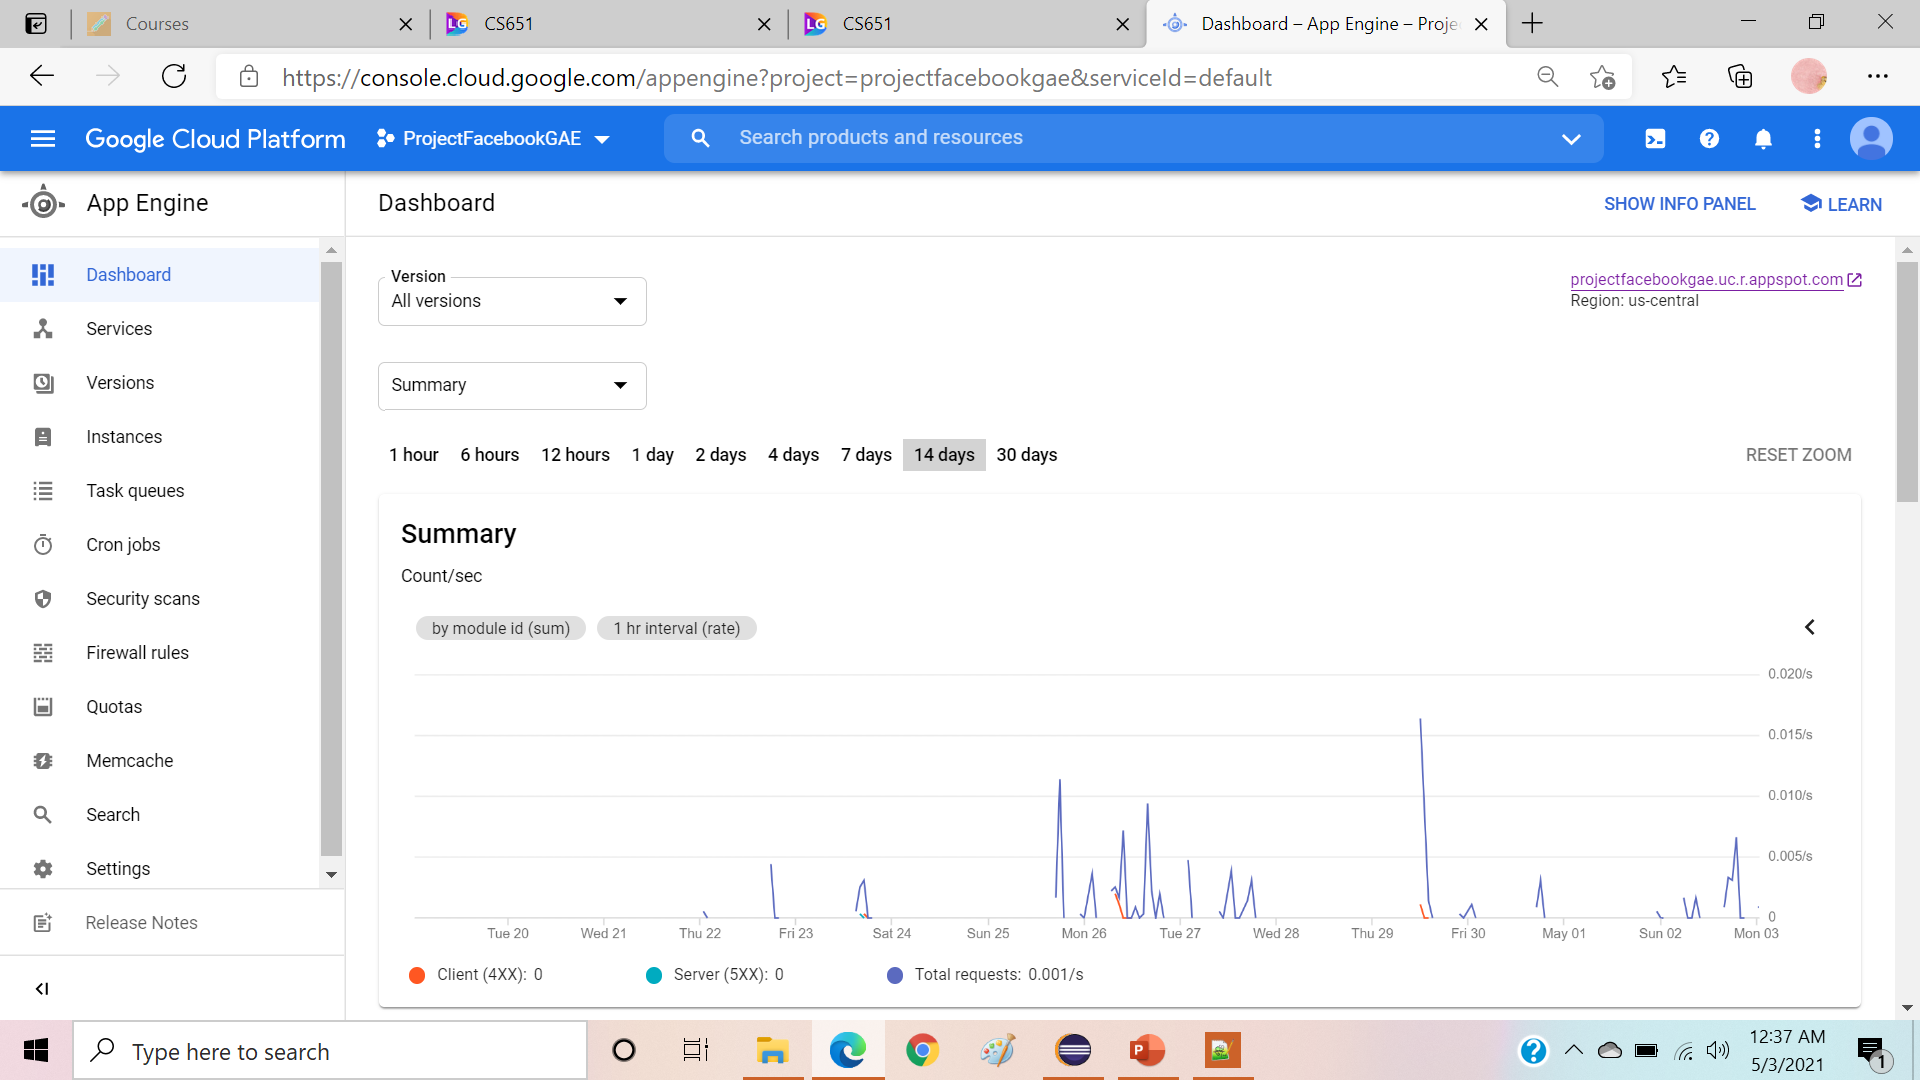 Courses
CS651
CS651
Dashboard – App Engine – Proje
https://console.cloud.google.com/appengine?project=projectfacebookgae&serviceId=default
Google Cloud Platform
ProjectFacebookGAE
Search products and resources
App Engine
Dashboard
SHOW INFO PANEL
LEARN
Dashboard
Services
Versions
Instances
Task queues
Cron jobs
Security scans
Firewall rules
Quotas
Memcache
Search
Settings
Release Notes
Version
All versions
projectfacebookgae.uc.r.appspot.com
Region: us-central
Summary
1 hour 6 hours 12 hours 1 day 2 days 4 days 7 days 14 days 30 days
RESET ZOOM
Summary
Count/sec
by module id (sum) 1 hr interval (rate)
0.020/s
0.015/s
0.010/s
0.005/s
0
Tue 20 Wed 21 Thu 22 Fri 23 Sat 24 Sun 25 Mon 26 Tue 27 Wed 28 Thu 29 Fri 30 May 01 Sun 02 Mon 03
Client (4XX): 0 Server (5XX): 0 Total requests: 0.001/s
Type here to search
12:37 AM
5/3/2021
1